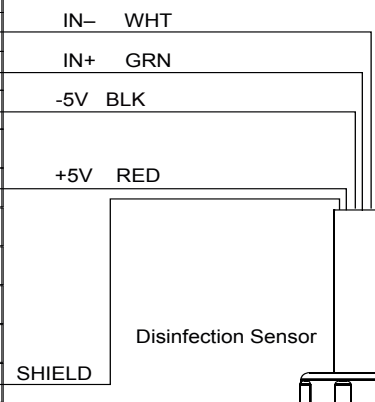 IN– WHT
IN+ GRN
-5V BLK
+5V RED
Disinfection Sensor
SHIELD